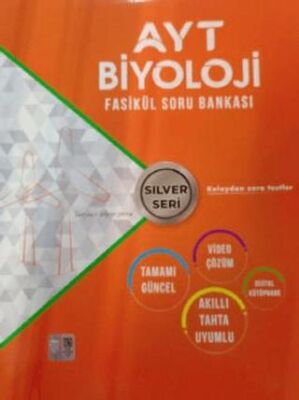 AYT
BİYOLOJİ
FASİKÜL SORU BANKASI
SILVER
SERİ
Kolaydan zora testler
VİDEO
ÇÖZÜM
TAMAMI
GÜNCEL
DİJİTAL
KÜTÜPHANE
AKILLI
TAHTA
UYUMLU